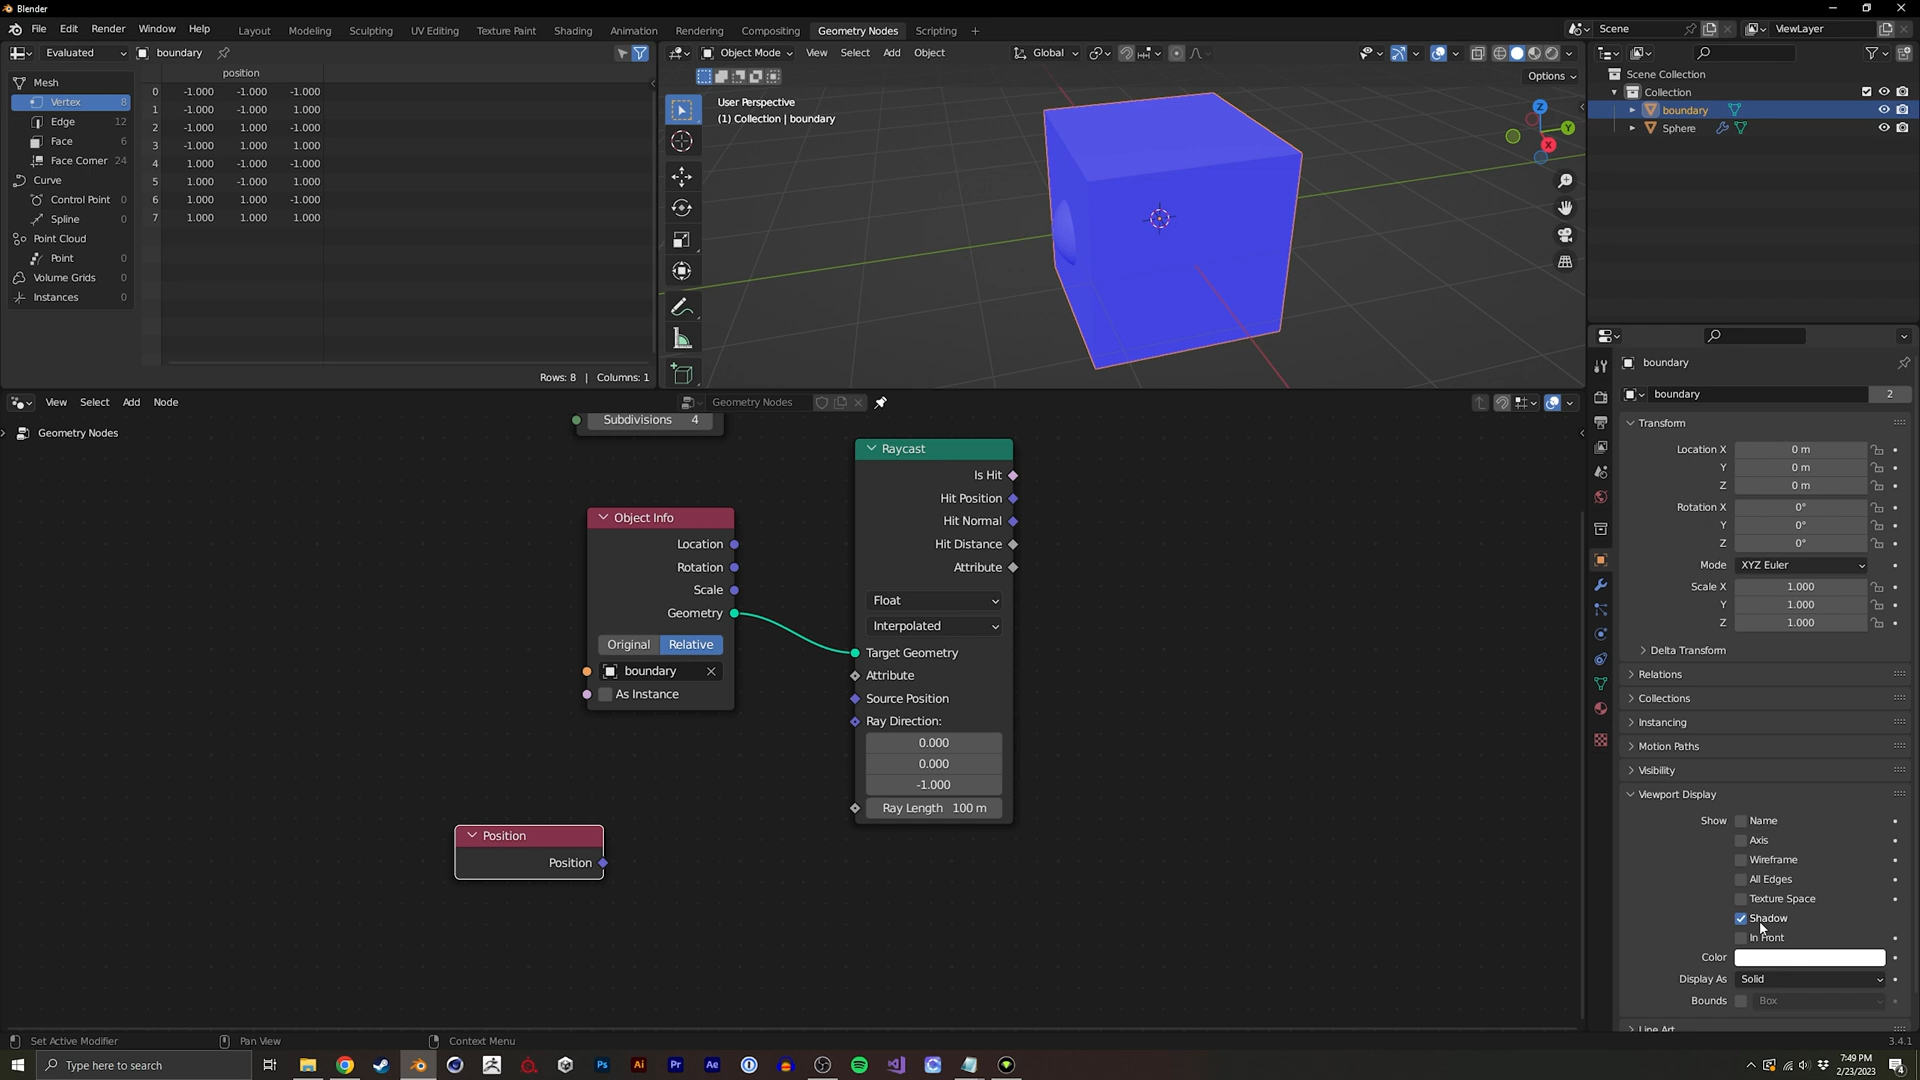 Blender
File Edit Render Window Help Layout Modeling Sculpting UV Editing Texture Paint Shading Animation Rendering Compositing Geometry Nodes Scripting + Scene ViewLayer
Evaluated boundary
position
Mesh
Vertex 8
Edge 12
Face 6
Face Corner 24
Curve
Control Point 0
Spline 0
Point Cloud
Point 0
Volume Grids 0
Instances 0
0 -1.000 -1.000 -1.000
1 -1.000 -1.000 1.000
2 -1.000 1.000 -1.000
3 -1.000 1.000 1.000
4 1.000 -1.000 -1.000
5 1.000 -1.000 1.000
6 1.000 1.000 -1.000
7 1.000 1.000 1.000
Rows: 8 | Columns: 1
Object Mode View Select Add Object Global
Options
User Perspective
(1) Collection | boundary
Z
Y
X
Scene Collection
Collection
boundary
Sphere
View Select Add Node Geometry Nodes
Geometry Nodes
Subdivisions 4
Object Info
Location
Rotation
Scale
Geometry
Original Relative
boundary
As Instance
Position
Position
Raycast
Is Hit
Hit Position
Hit Normal
Hit Distance
Attribute
Float
Interpolated
Target Geometry
Attribute
Source Position
Ray Direction:
0.000
0.000
-1.000
Ray Length 100 m
boundary
boundary 2
Transform
Location X 0 m
Y 0 m
Z 0 m
Rotation X 0°
Y 0°
Z 0°
Mode XYZ Euler
Scale X 1.000
Y 1.000
Z 1.000
Delta Transform
Relations
Collections
Instancing
Motion Paths
Visibility
Viewport Display
Show Name
Axis
Wireframe
All Edges
Texture Space
Shadow
In Front
Color
Display As Solid
Bounds Box
Line Art
Set Active Modifier Pan View Context Menu 3.4.1
Type here to search
Ps Ai Pr Ae
7:49 PM
2/23/2023
4